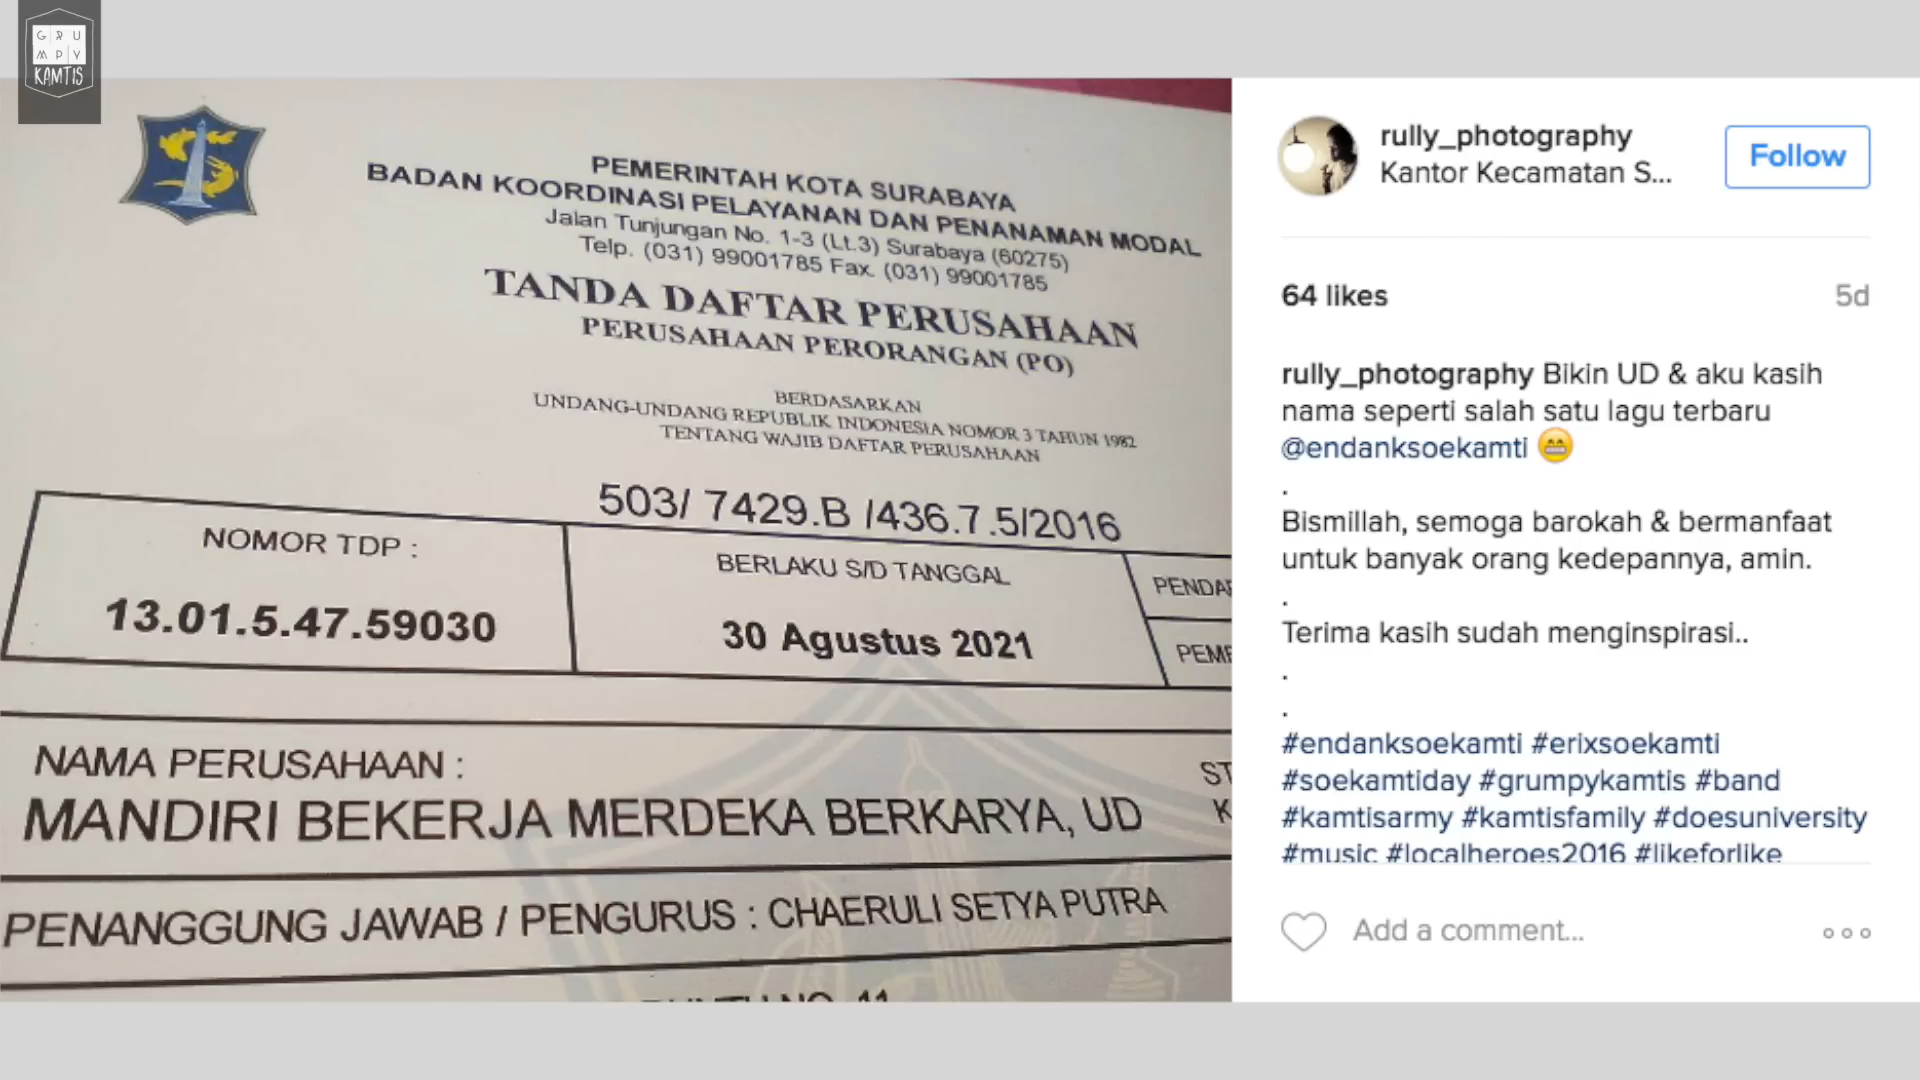 GRU
MPY
KAMTIS
PEMERINTAH KOTA SURABAYA
BADAN KOORDINASI PELAYANAN DAN PENANAMAN MODAL
Jalan Tunjungan No. 1-3 (Lt.3) Surabaya (60275)
Telp. (031) 99001785 Fax. (031) 99001785
TANDA DAFTAR PERUSAHAAN
PERUSAHAAN PERORANGAN (PO)
BERDASARKAN
UNDANG-UNDANG REPUBLIK INDONESIA NOMOR 3 TAHUN 1982
TENTANG WAJIB DAFTAR PERUSAHAAN
503/ 7429.B /436.7.5/2016
NOMOR TDP :
13.01.5.47.59030
BERLAKU S/D TANGGAL
30 Agustus 2021
NAMA PERUSAHAAN :
MANDIRI BEKERJA MERDEKA BERKARYA, UD
PENANGGUNG JAWAB / PENGURUS : CHAERULI SETYA PUTRA
NO. 11
rully_photography
Kantor Kecamatan S...
Follow
64 likes
5d
rully_photography Bikin UD & aku kasih
nama seperti salah satu lagu terbaru
@endanksoekamti 😁
.
Bismillah, semoga barokah & bermanfaat
untuk banyak orang kedepannya, amin.
.
Terima kasih sudah menginspirasi..
.
.
#endanksoekamti #erixsoekamti
#soekamtiday #grumpykamtis #band
#kamtisarmy #kamtisfamily #doesuniversity
#music #localheroes2016 #likeforlike
Add a comment...